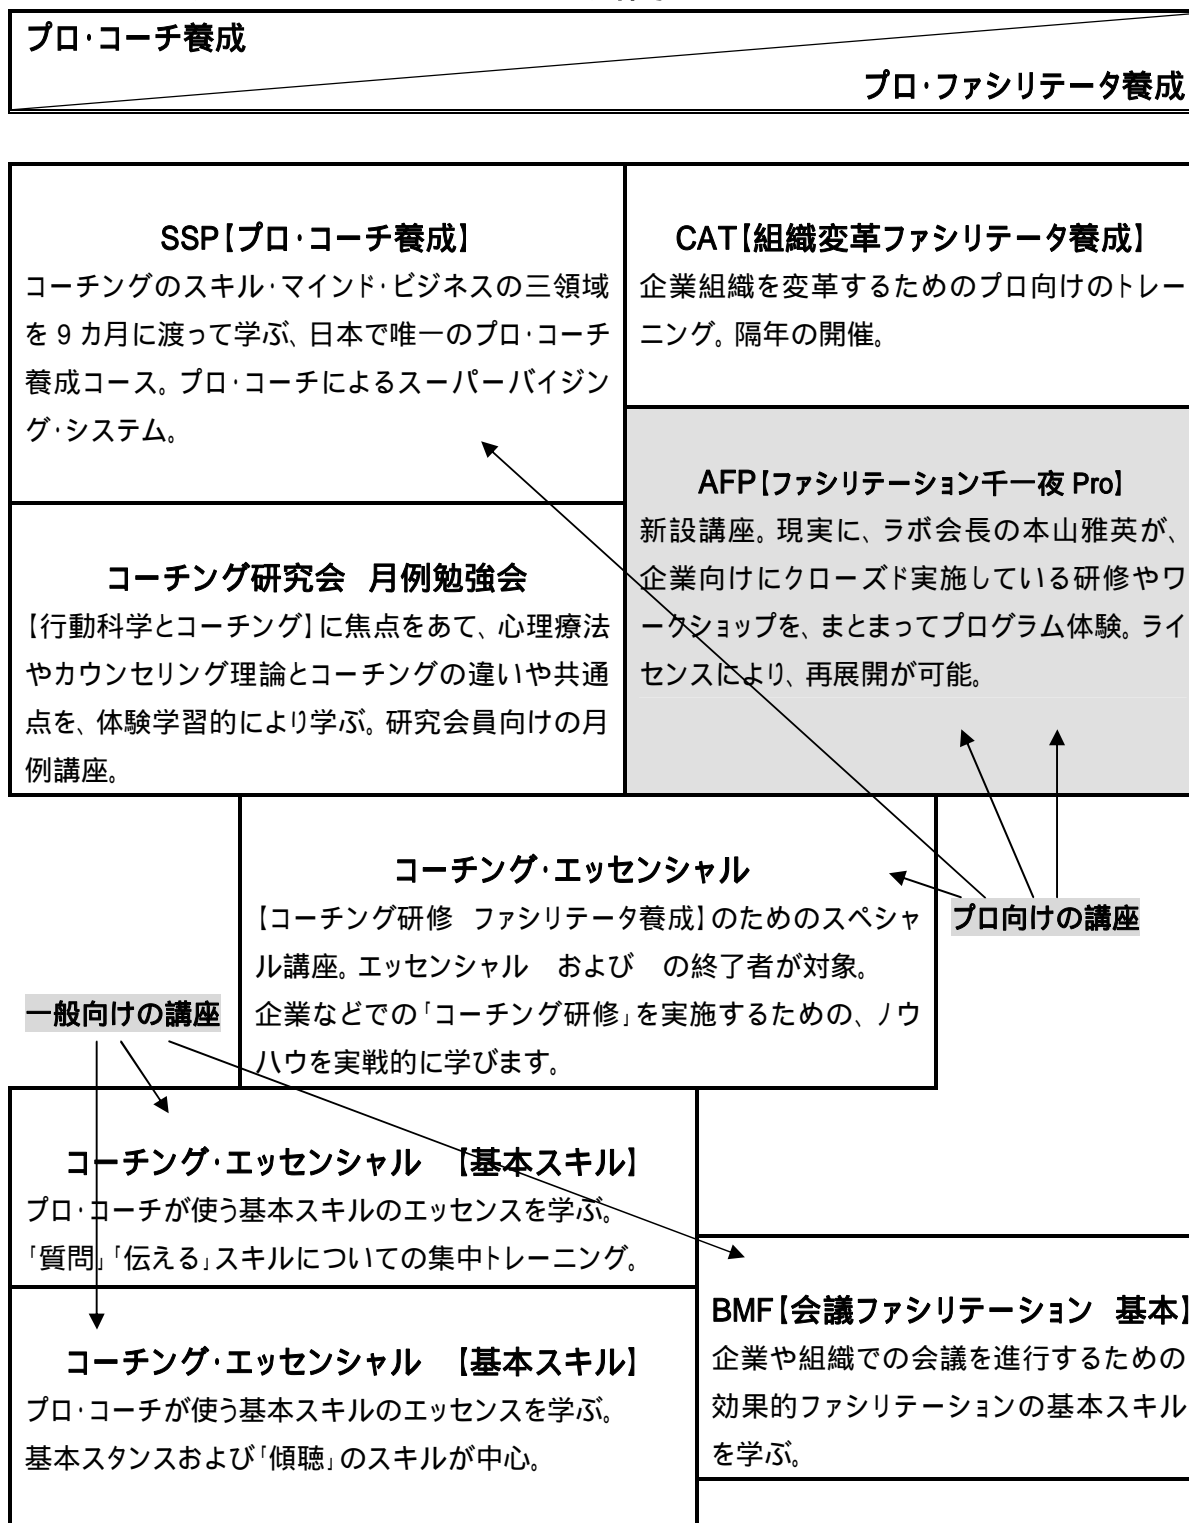 プロ・コーチ養成
プロ・ファシリテータ養成
SSP【プロ・コーチ養成】
コーチングのスキル・マインド・ビジネスの三領域
を 9 カ月に渡って学ぶ、日本で唯一のプロ・コーチ
養成コース。プロ・コーチによるスーパーバイジン
グ・システム。
CAT【組織変革ファシリテータ養成】
企業組織を変革するためのプロ向けのトレー
ニング。隔年の開催。
AFP【ファシリテーション千一夜 Pro】
新設講座。現実に、ラボ会長の本山雅英が、
企業向けにクローズド実施している研修やワ
ークショップを、まとまってプログラム体験。ライ
センスにより、再展開が可能。
コーチング研究会 月例勉強会
【行動科学とコーチング】に焦点をあて、心理療法
やカウンセリング理論とコーチングの違いや共通
点を、体験学習的により学ぶ。研究会員向けの月
例講座。
コーチング・エッセンシャル
【コーチング研修 ファシリテータ養成】のためのスペシャ
ル講座。エッセンシャル および の終了者が対象。
企業などでの「コーチング研修」を実施するための、ノウ
ハウを実戦的に学びます。
プロ向けの講座
一般向けの講座
コーチング・エッセンシャル 【基本スキル】
プロ・コーチが使う基本スキルのエッセンスを学ぶ。
「質問」「伝える」スキルについての集中トレーニング。
コーチング・エッセンシャル 【基本スキル】
プロ・コーチが使う基本スキルのエッセンスを学ぶ。
基本スタンスおよび「傾聴」のスキルが中心。
BMF【会議ファシリテーション 基本】
企業や組織での会議を進行するための
効果的ファシリテーションの基本スキル
を学ぶ。